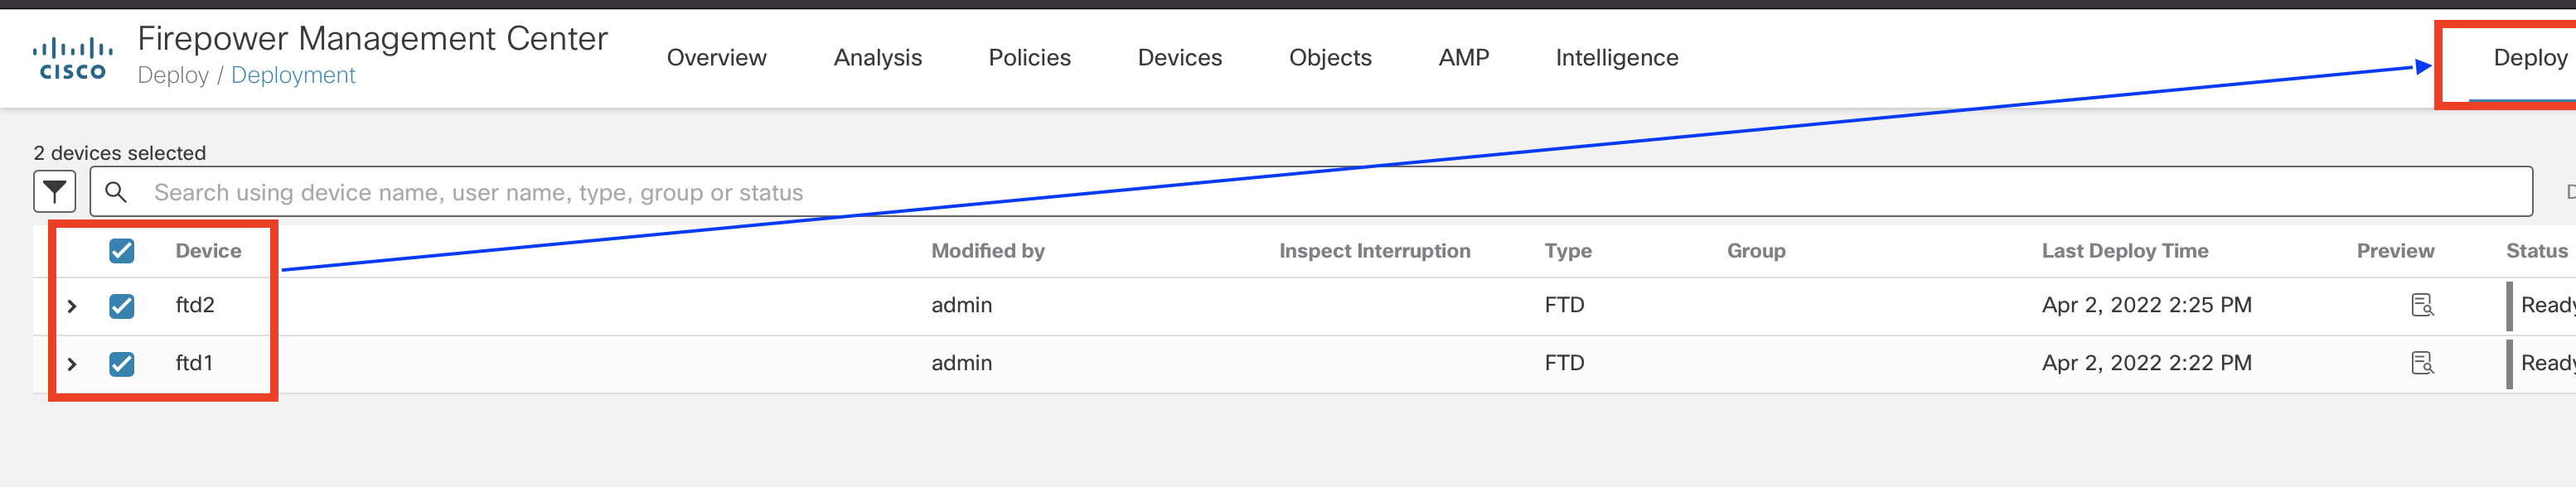 CISCO
Firepower Management Center
Deploy / Deployment
Overview Analysis Policies Devices Objects AMP Intelligence Deploy
2 devices selected
Search using device name, user name, type, group or status
Device Modified by Inspect Interruption Type Group Last Deploy Time Preview Status
ftd2 admin FTD Apr 2, 2022 2:25 PM Ready
ftd1 admin FTD Apr 2, 2022 2:22 PM Ready